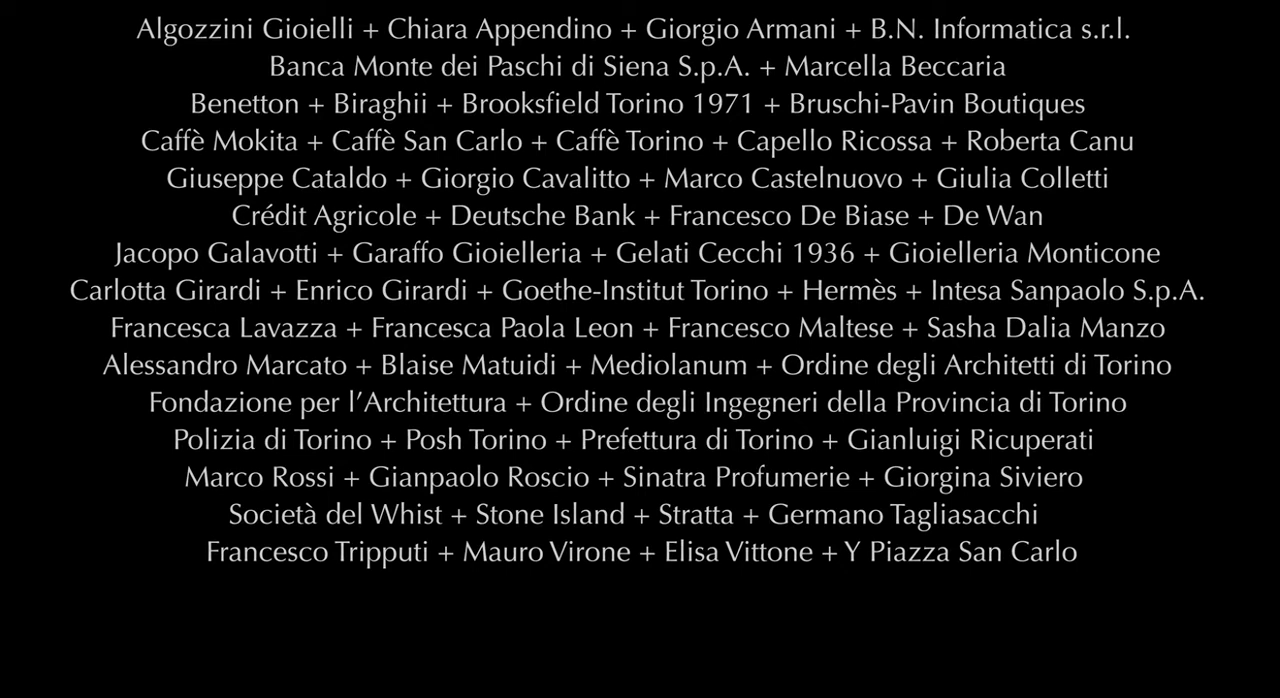 Algozzini Gioielli + Chiara Appendino + Giorgio Armani + B.N. Informatica s.r.l.
Banca Monte dei Paschi di Siena S.p.A. + Marcella Beccaria
Benetton + Biraghii + Brooksfield Torino 1971 + Bruschi-Pavin Boutiques
Caffè Mokita + Caffè San Carlo + Caffè Torino + Capello Ricossa + Roberta Canu
Giuseppe Cataldo + Giorgio Cavalitto + Marco Castelnuovo + Giulia Colletti
Crédit Agricole + Deutsche Bank + Francesco De Biase + De Wan
Jacopo Galavotti + Garaffo Gioielleria + Gelati Cecchi 1936 + Gioielleria Monticone
Carlotta Girardi + Enrico Girardi + Goethe-Institut Torino + Hermès + Intesa Sanpaolo S.p.A.
Francesca Lavazza + Francesca Paola Leon + Francesco Maltese + Sasha Dalia Manzo
Alessandro Marcato + Blaise Matuidi + Mediolanum + Ordine degli Architetti di Torino
Fondazione per l’Architettura + Ordine degli Ingegneri della Provincia di Torino
Polizia di Torino + Posh Torino + Prefettura di Torino + Gianluigi Ricuperati
Marco Rossi + Gianpaolo Roscio + Sinatra Profumerie + Giorgina Siviero
Società del Whist + Stone Island + Stratta + Germano Tagliasacchi
Francesco Tripputi + Mauro Virone + Elisa Vittone + Y Piazza San Carlo